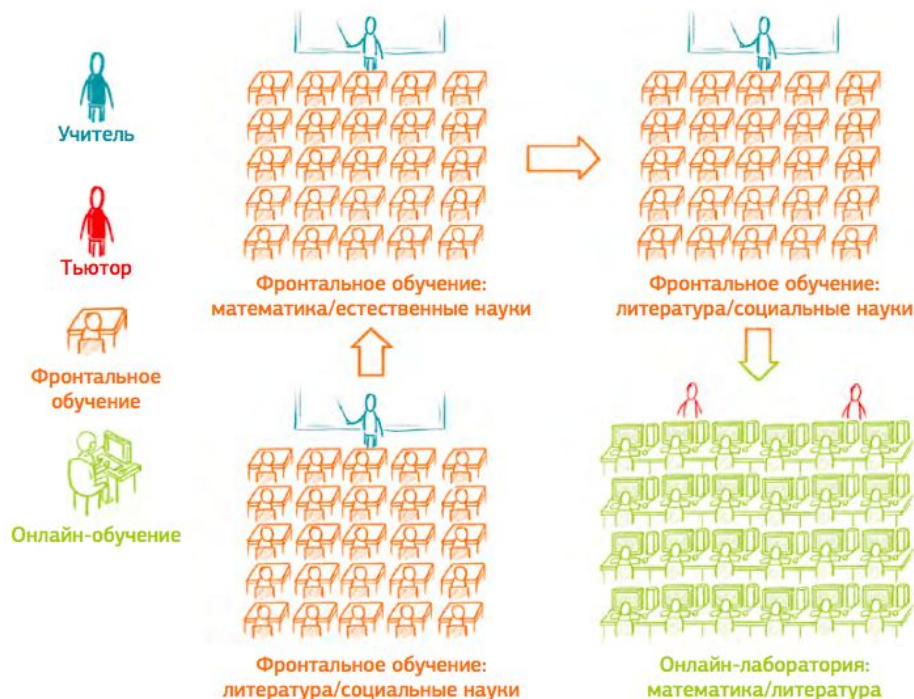 Учитель
Тьютор
Фронтальное
обучение
Онлайн-обучение
Фронтальное обучение:
математика/естественные науки
Фронтальное обучение:
литература/социальные науки
Фронтальное обучение:
литература/социальные науки
Онлайн-лаборатория:
математика/литература